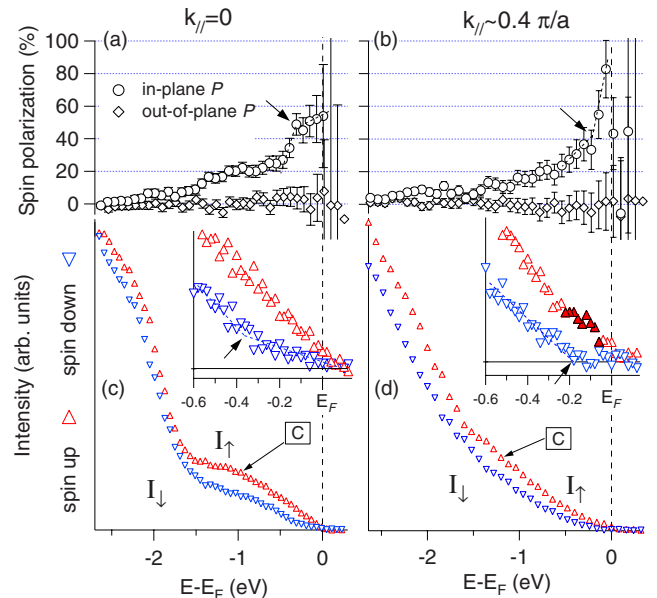 k//=0
k//~0.4 π/a
Spin polarization (%)
100
80
60
40
20
0
(a)
in-plane P
out-of-plane P
(b)
Intensity (arb. units)
spin up
spin down
(c)
I↑
I↓
C
-0.6
-0.4
-0.2
EF
(d)
I↑
I↓
C
-0.6
-0.4
-0.2
EF
-2
-1
0
-2
-1
0
E-EF (eV)
E-EF (eV)